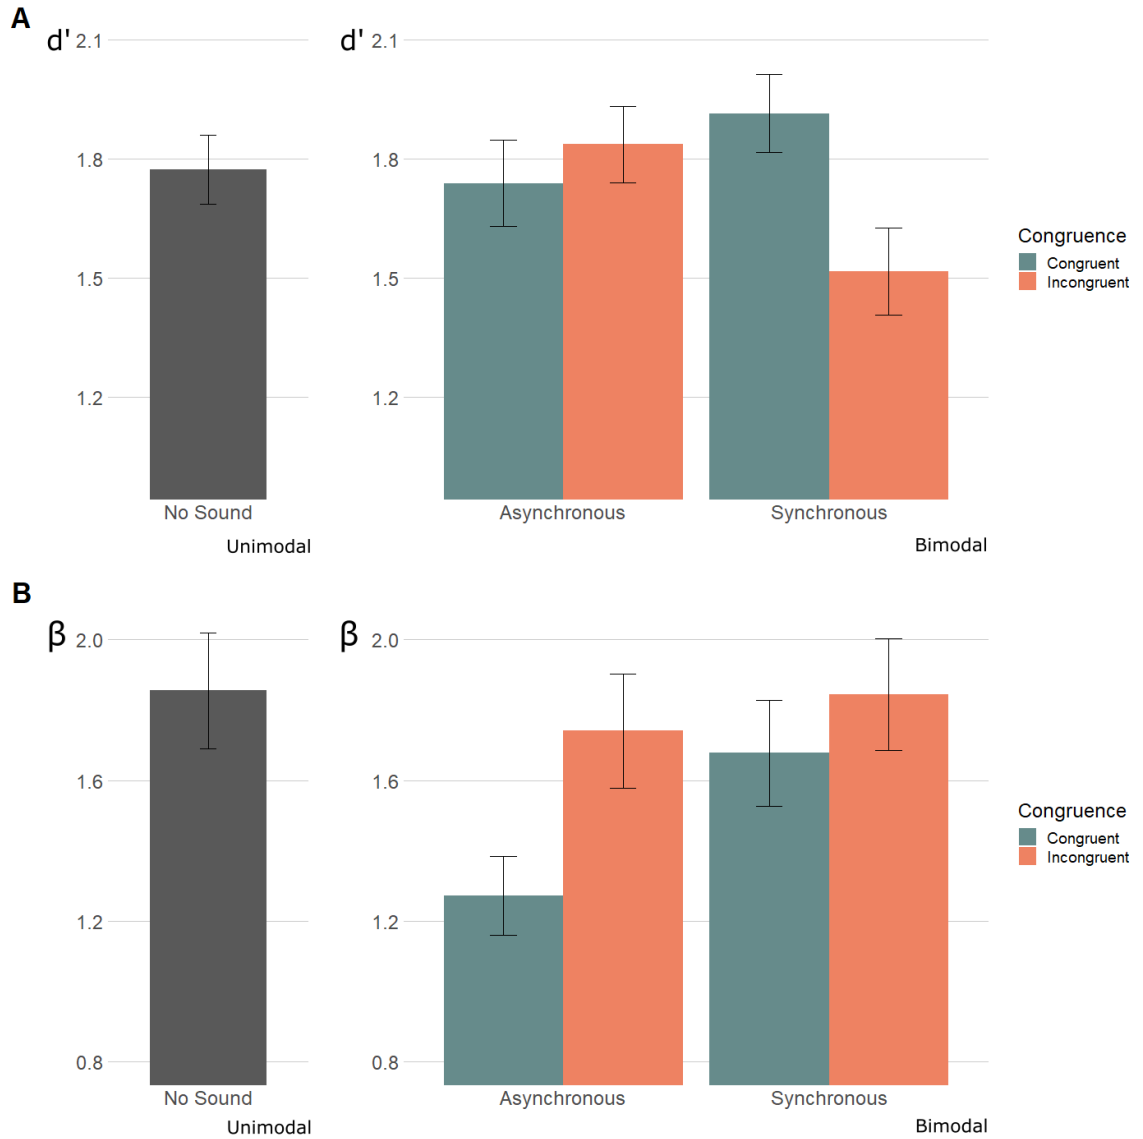 A
d' 2.1
d' 2.1
1.8
1.8
1.5
1.5
1.2
1.2
Congruence
Congruent
Incongruent
No Sound
Asynchronous
Synchronous
Unimodal
Bimodal
B
β 2.0
β 2.0
1.6
1.6
1.2
1.2
0.8
0.8
Congruence
Congruent
Incongruent
No Sound
Asynchronous
Synchronous
Unimodal
Bimodal